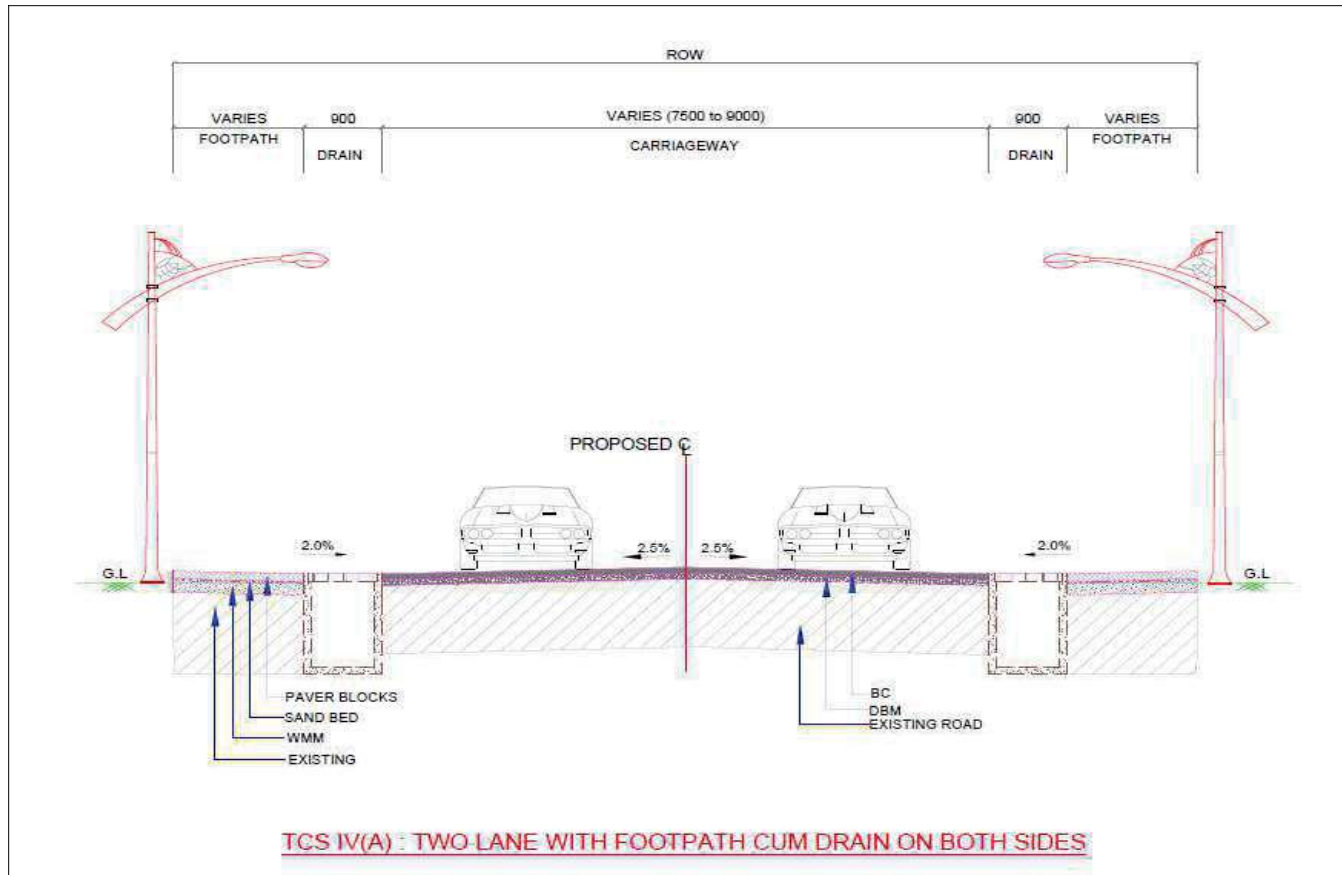 ROW
VARIES
FOOTPATH
900
DRAIN
VARIES (7500 to 9000)
CARRIAGEWAY
900
DRAIN
VARIES
FOOTPATH
PROPOSED CL
2.0%
2.5%
2.5%
2.0%
G.L
G.L
PAVER BLOCKS
SAND BED
WMM
EXISTING
BC
DBM
EXISTING ROAD
TCS IV(A) : TWO-LANE WITH FOOTPATH CUM DRAIN ON BOTH SIDES